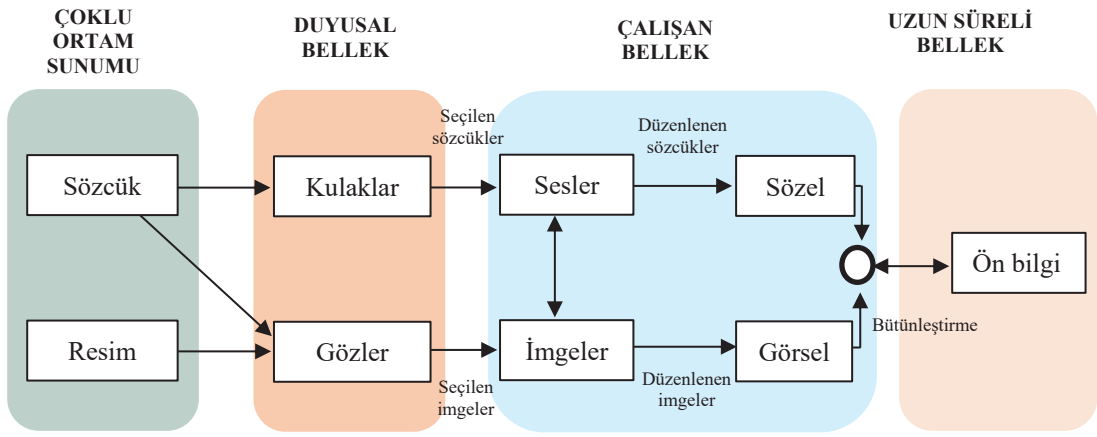 ÇOKLU
ORTAM
SUNUMU
DUYUSAL
BELLEK
ÇALIŞAN
BELLEK
UZUN SÜRELİ
BELLEK
Seçilen
sözcükler
Düzenlenen
sözcükler
Sözcük
Kulaklar
Sesler
Sözel
Ön bilgi
Resim
Gözler
İmgeler
Görsel
Bütünleştirme
Seçilen
imgeler
Düzenlenen
imgeler